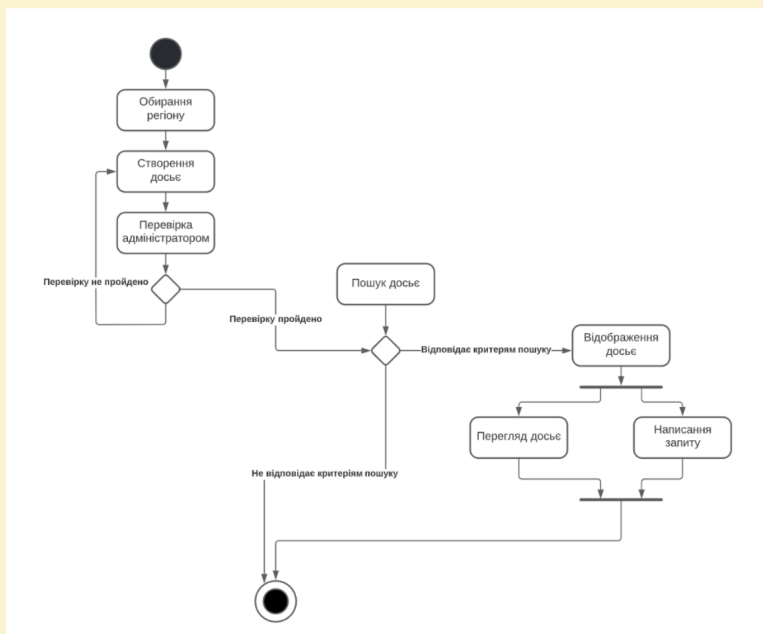 Обирання
регіону
Створення
досьє
Перевірка
адміністратором
Перевірку не пройдено
Перевірку пройдено
Пошук досьє
Відповідає критерям пошуку
Відображення
досьє
Перегляд досьє
Написання
запиту
Не відповідає критеріям пошуку